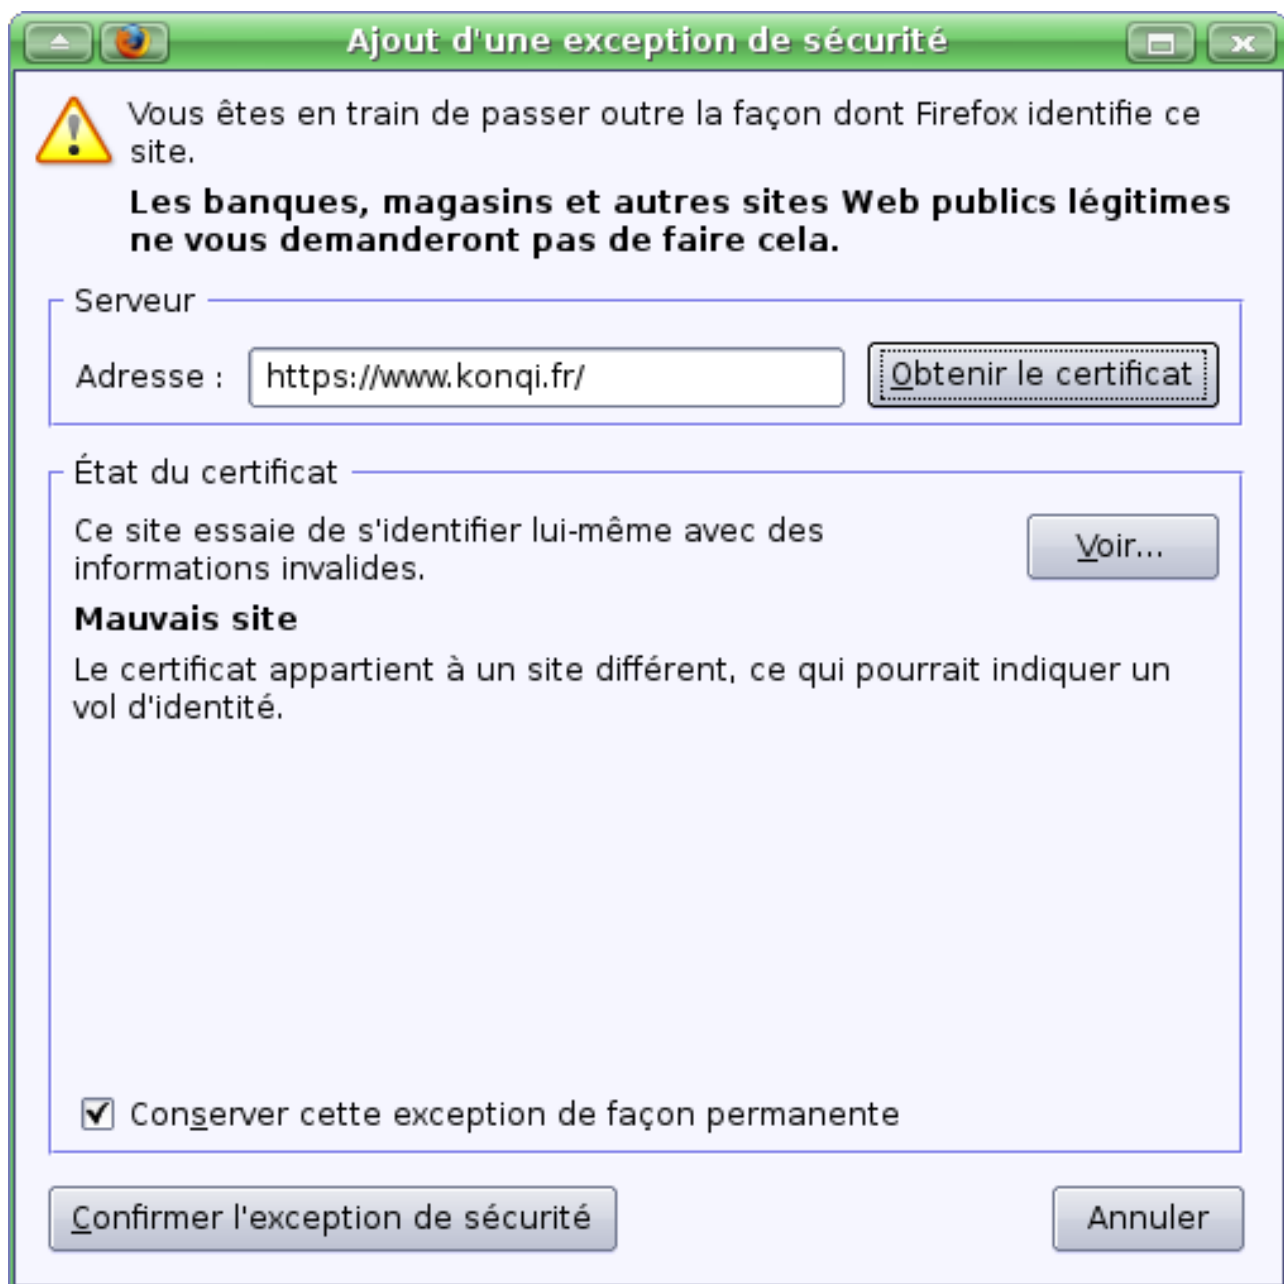 Ajout d'une exception de sécurité
Vous êtes en train de passer outre la façon dont Firefox identifie ce
site.
Les banques, magasins et autres sites Web publics légitimes
ne vous demanderont pas de faire cela.
Serveur
Adresse : https://www.konqi.fr/ Obtenir le certificat
État du certificat
Ce site essaie de s'identifier lui-même avec des
informations invalides.
Voir...
Mauvais site
Le certificat appartient à un site différent, ce qui pourrait indiquer un
vol d'identité.
Conserver cette exception de façon permanente
Confirmer l'exception de sécurité Annuler